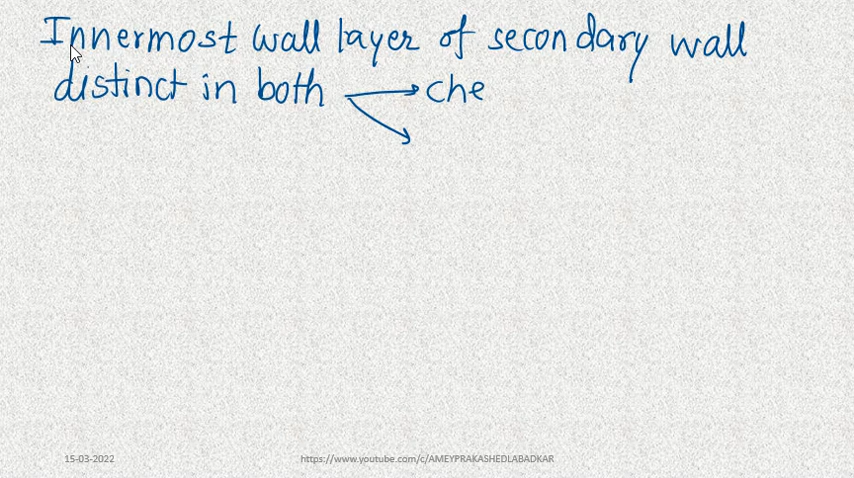 Innermost wall layer of secondary wall
distinct in both → che
15-03-2022
https://www.youtube.com/c/AMEYPRAKASHEDLABADKAR